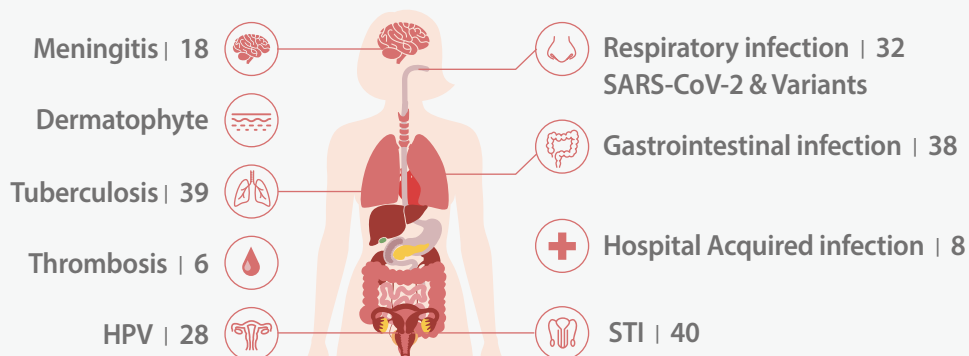 Meningitis | 18
Dermatophyte
Tuberculosis | 39
Thrombosis | 6
HPV | 28
Respiratory infection | 32
SARS-CoV-2 & Variants
Gastrointestinal infection | 38
Hospital Acquired infection | 8
STI | 40